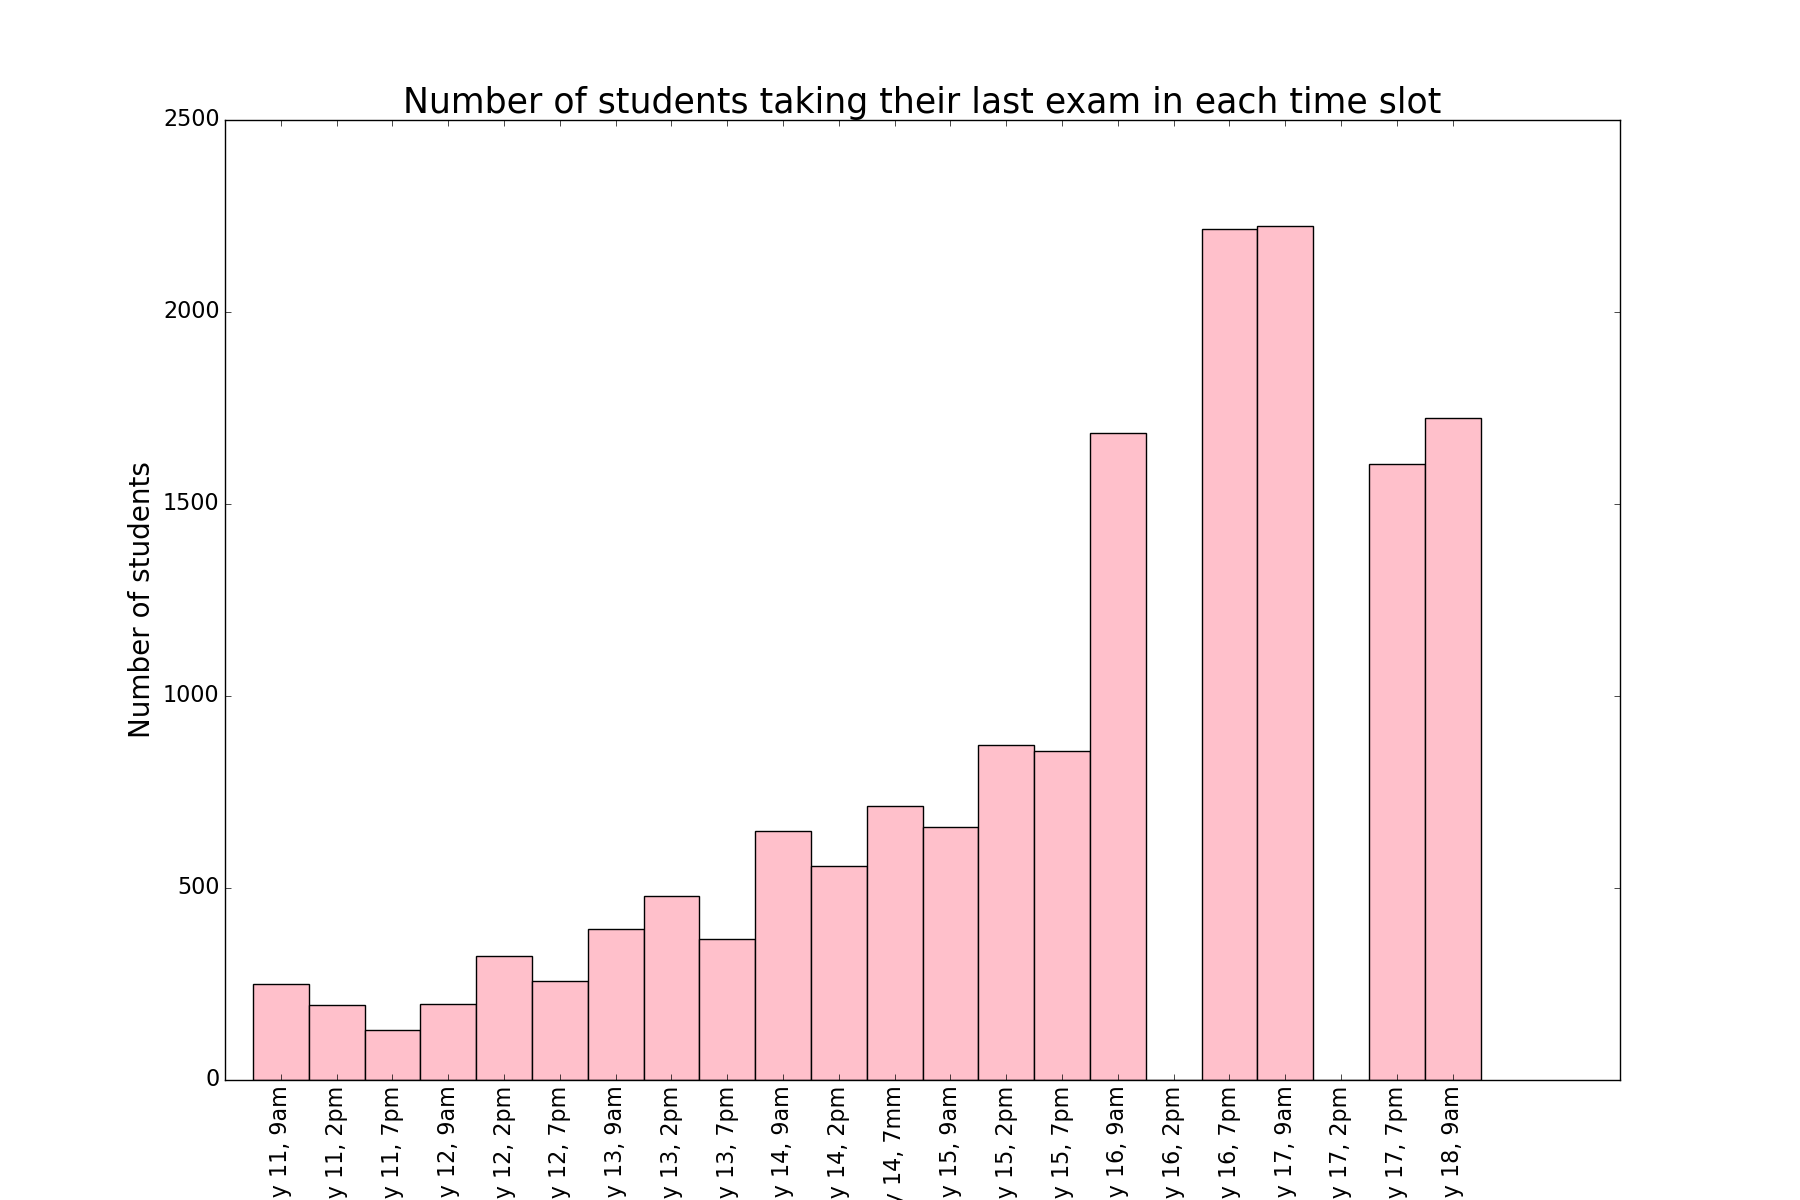 Number of students taking their last exam in each time slot
Number of students
2500
2000
1500
1000
500
0
y 11, 9am
y 11, 2pm
y 11, 7pm
y 12, 9am
y 12, 2pm
y 12, 7pm
y 13, 9am
y 13, 2pm
y 13, 7pm
y 14, 9am
y 14, 2pm
y 14, 7mm
y 15, 9am
y 15, 2pm
y 15, 7pm
y 16, 9am
y 16, 2pm
y 16, 7pm
y 17, 9am
y 17, 2pm
y 17, 7pm
y 18, 9am